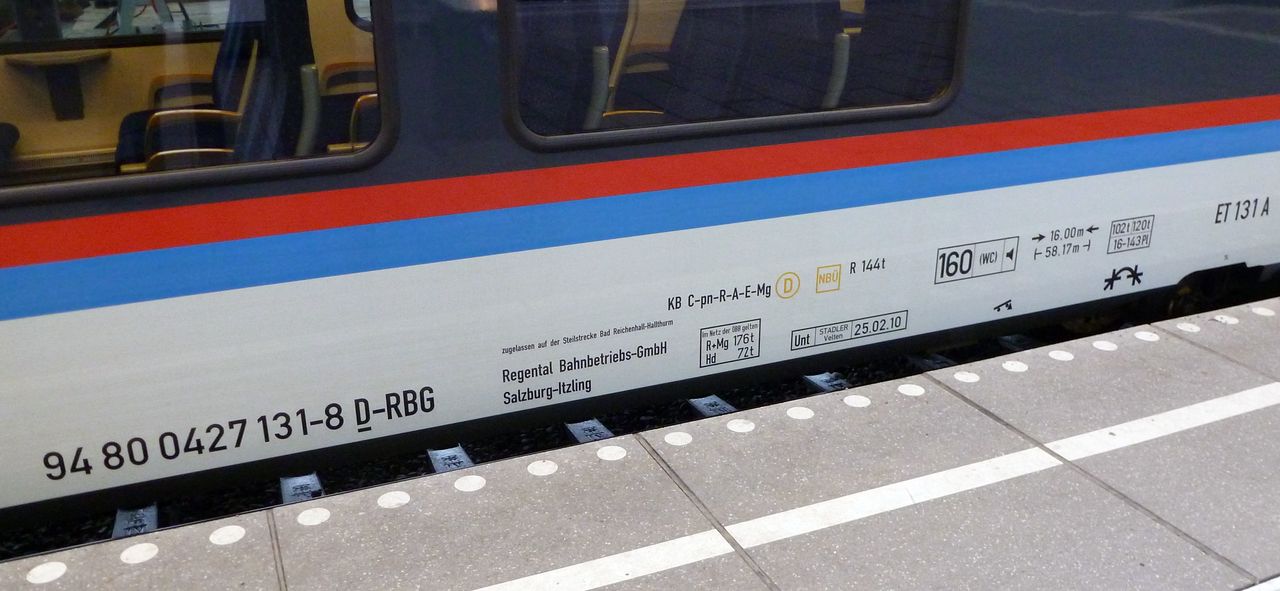 94 80 0427 131-8 D-RBG
zugelassen auf der Steilstrecke Bad Reichenhall-Hallthurm
Regental Bahnbetriebs-GmbH
Salzburg-Itzling
KB C-pn-R-A-E-Mg
D
NBÜ
R 144t
im Netz der ÖBB gelten
R+Mg 176t
Hd 72t
Unt STADLER Velten 25.02.10
160 (WC)
16.00m
58.17m
102t 120t
16-143Pl
ET 131 A